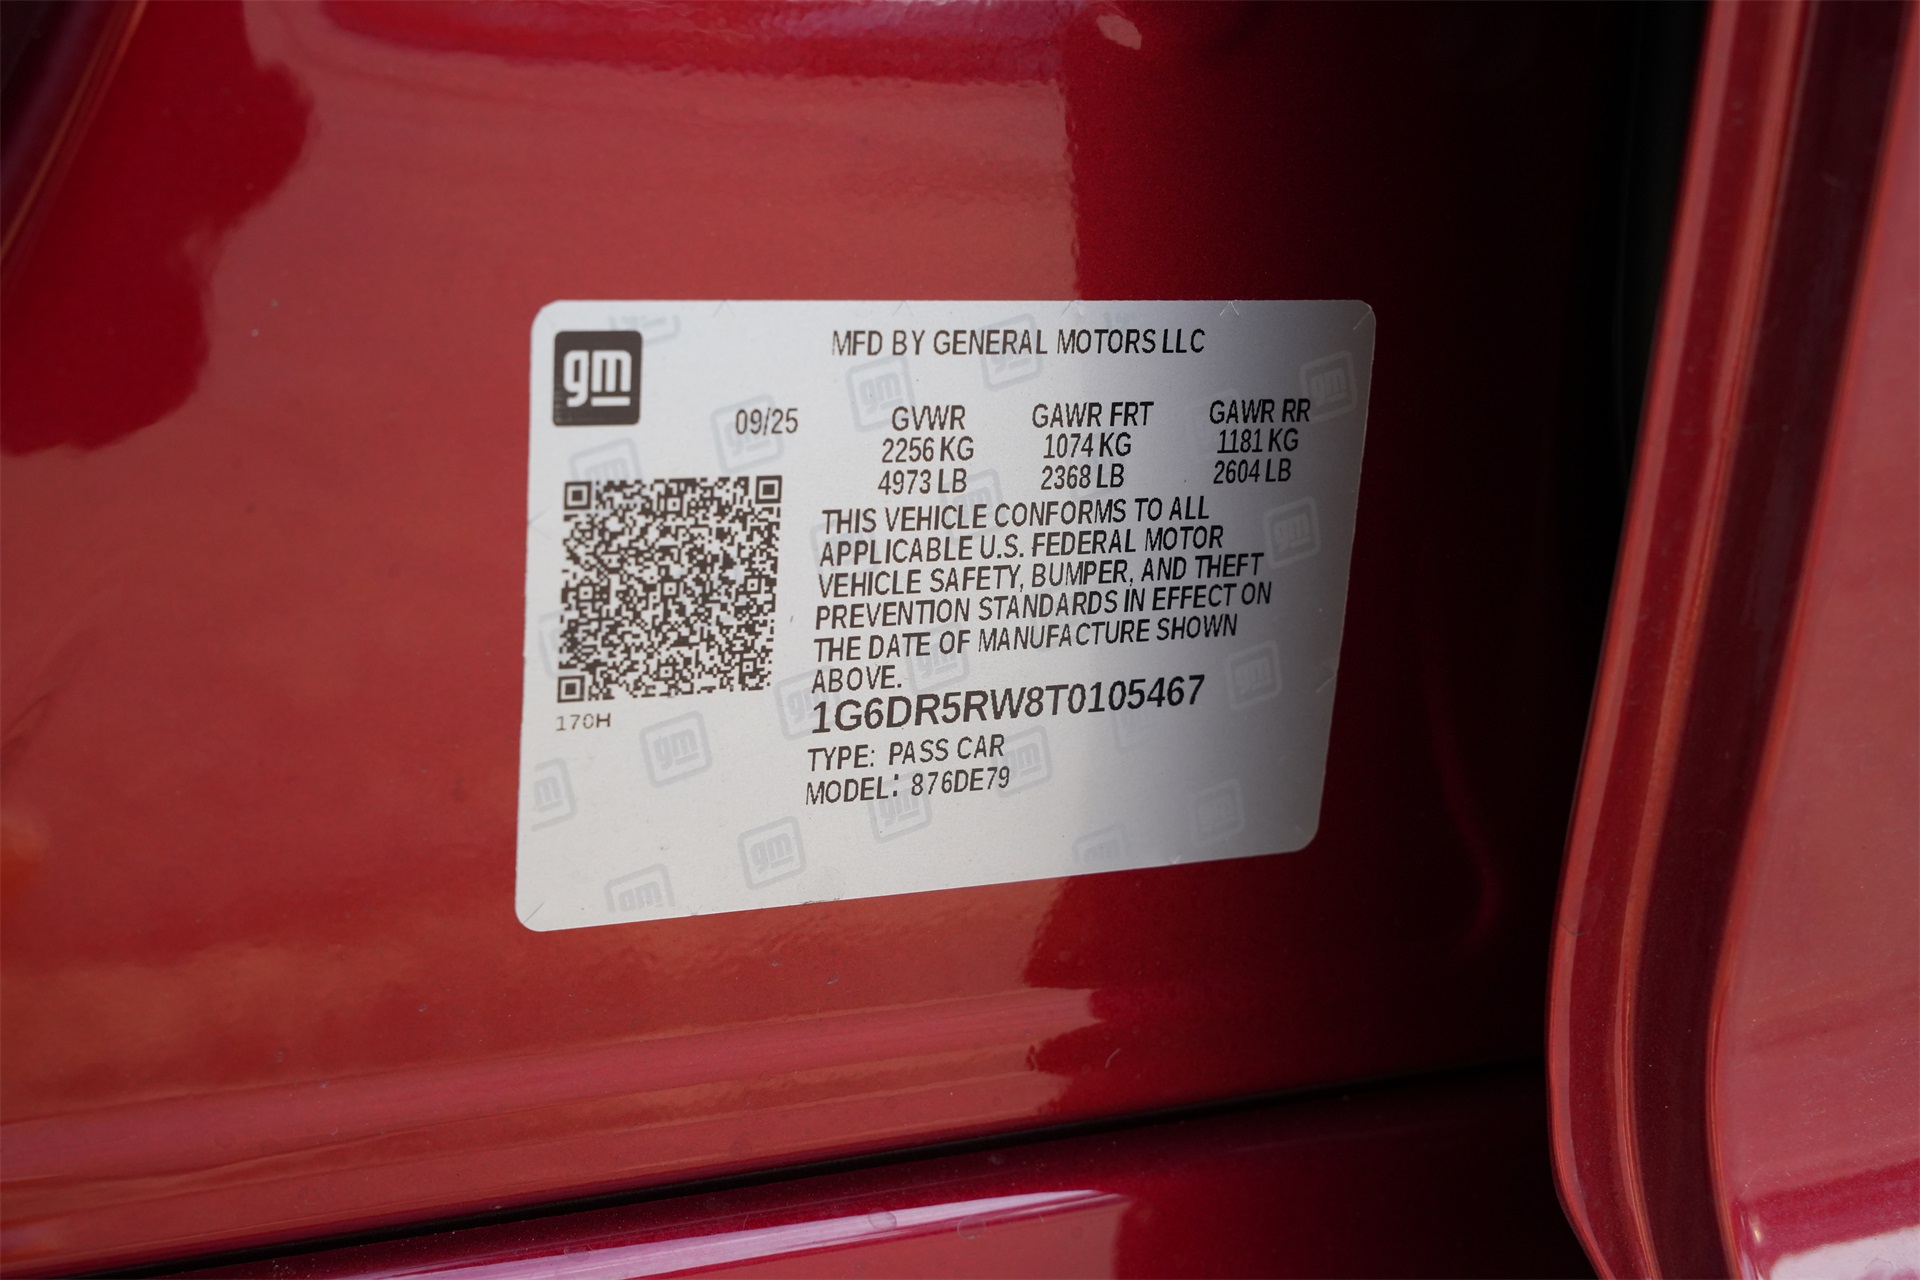 gm
MFD BY GENERAL MOTORS LLC
09/25 GVWR GAWR FRT GAWR RR
2256 KG 1074 KG 1181 KG
4973 LB 2368 LB 2604 LB
THIS VEHICLE CONFORMS TO ALL
APPLICABLE U.S. FEDERAL MOTOR
VEHICLE SAFETY, BUMPER, AND THEFT
PREVENTION STANDARDS IN EFFECT ON
THE DATE OF MANUFACTURE SHOWN
ABOVE.
170H
1G6DR5RW8T0105467
TYPE: PASS CAR
MODEL: 876DE79